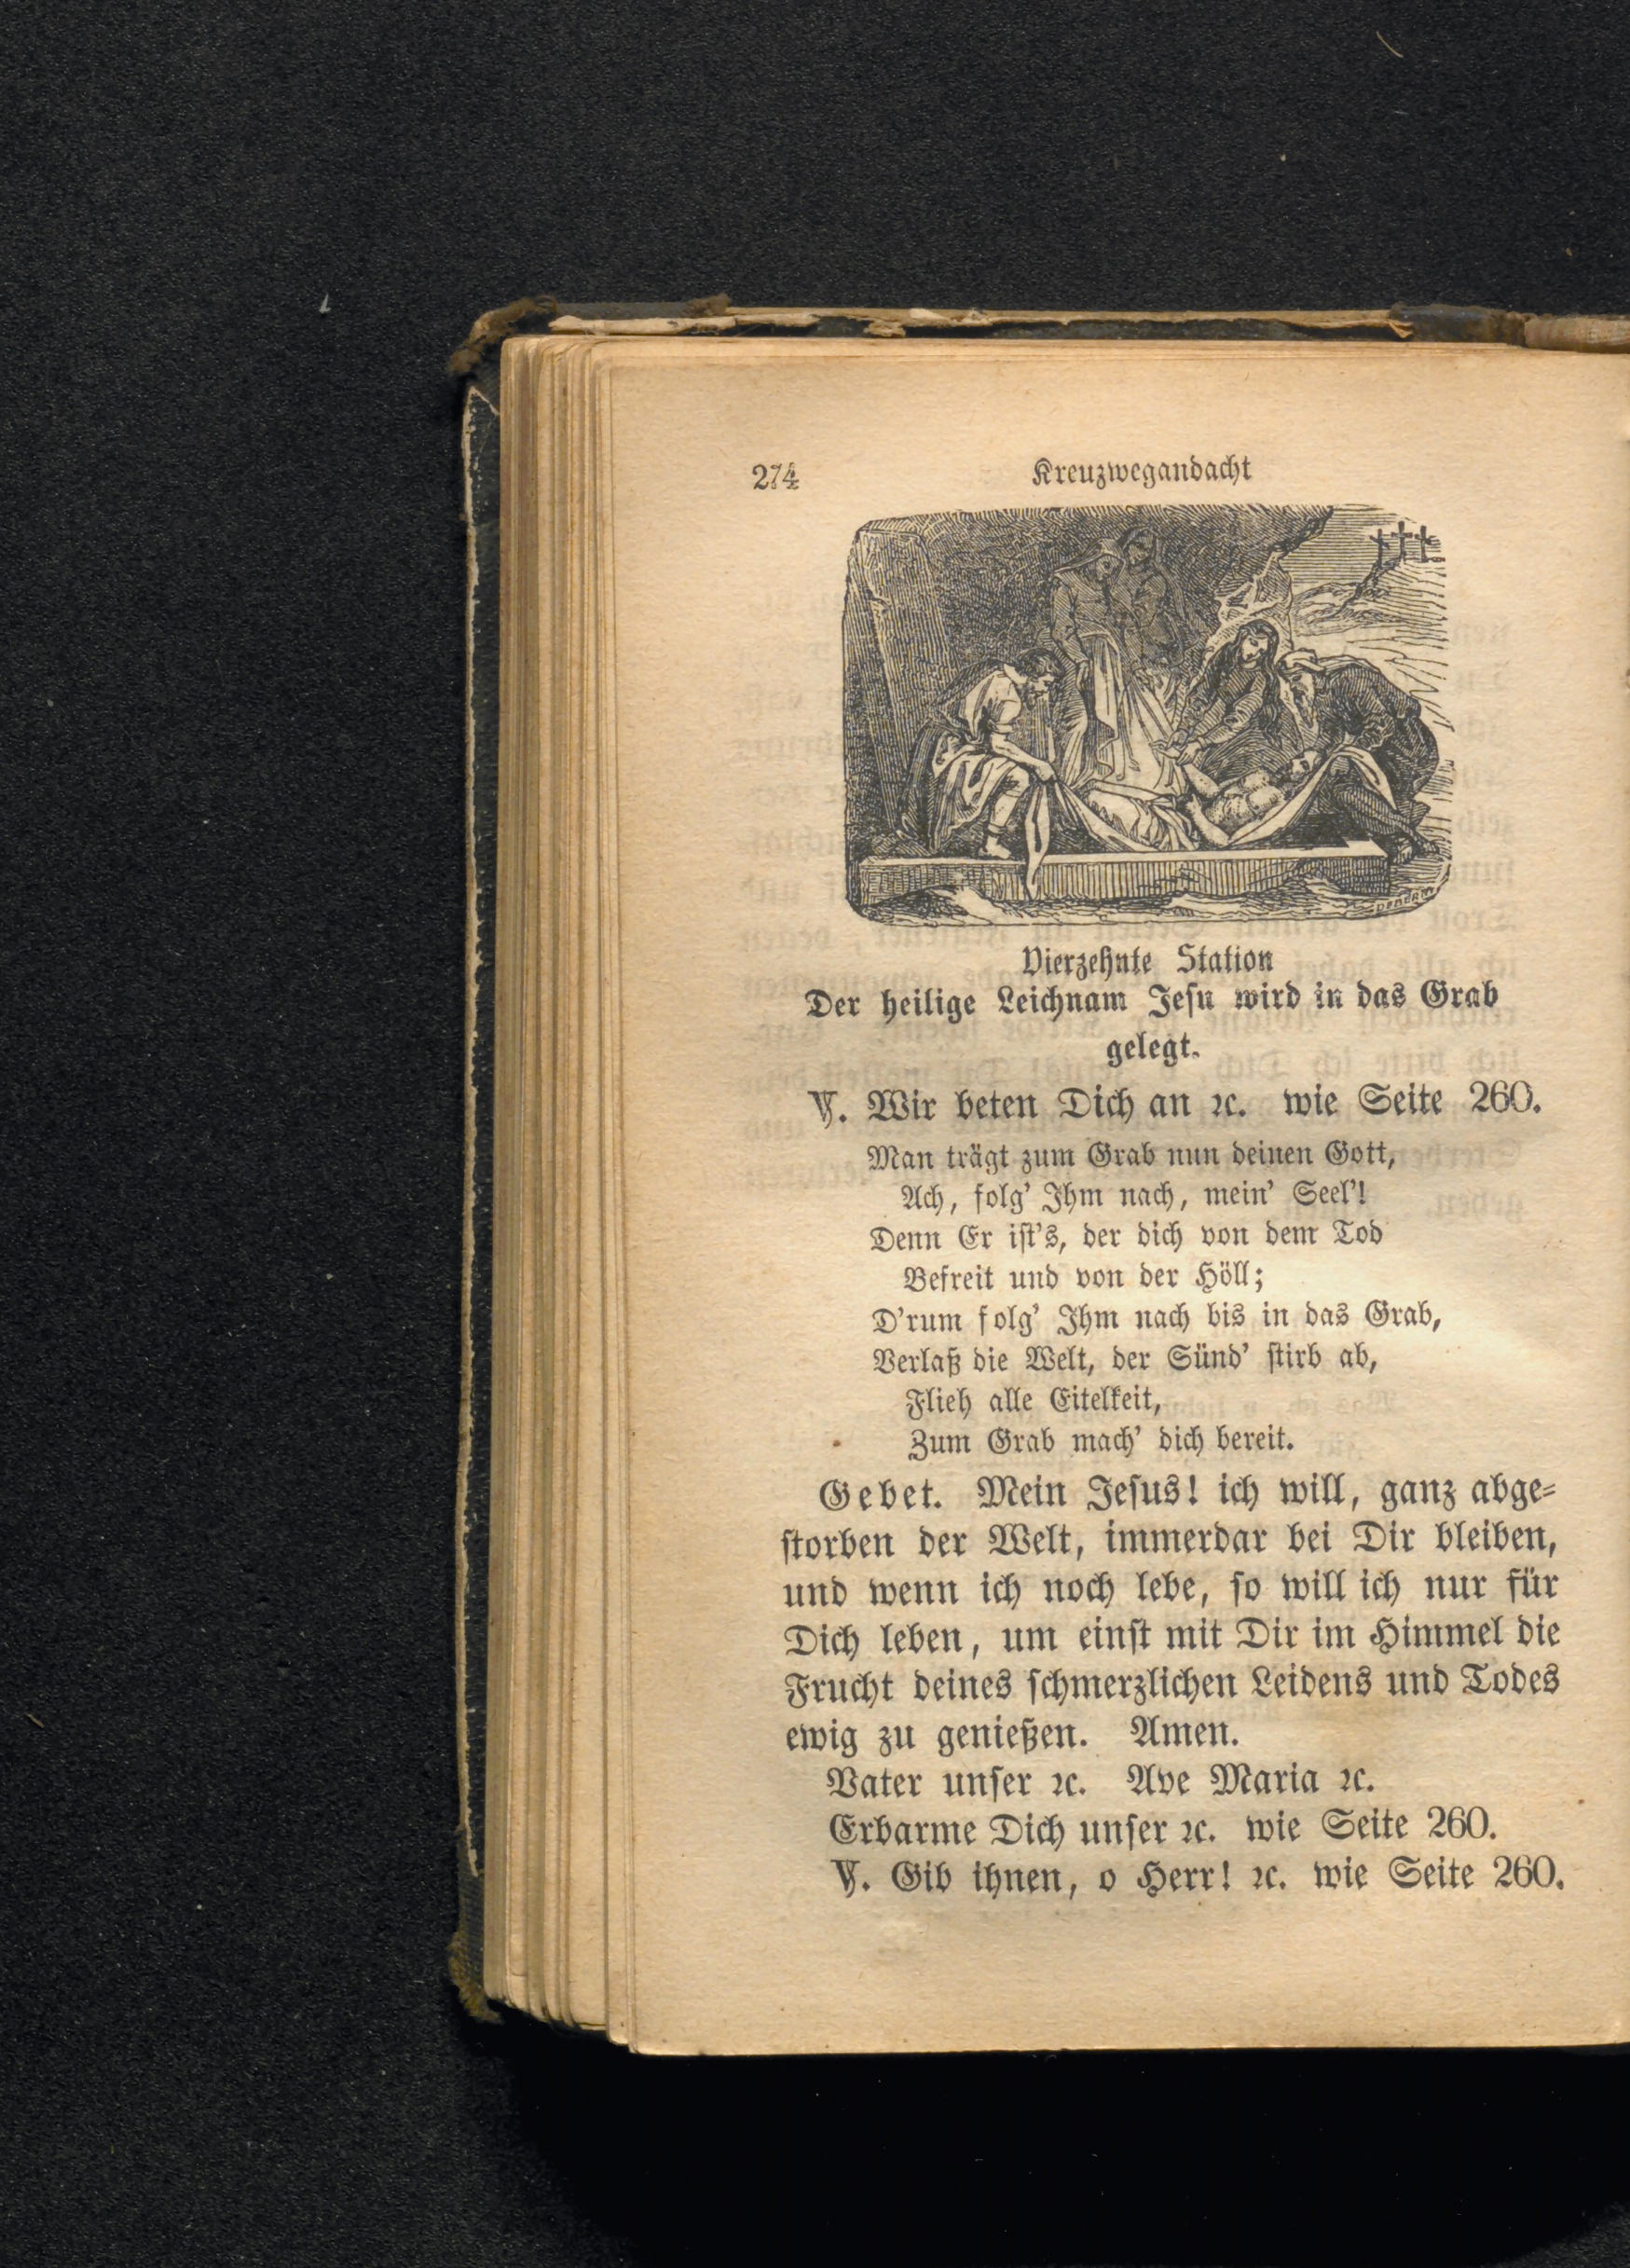 274 Kreuzwegandacht
Vierzehnte Station
Der heilige Leichnam Jeſu wird in das Grab
gelegt.
℣. Wir beten Dich an ꝛc. wie Seite 260.
Man trägt zum Grab nun deinen Gott,
Ach, folg' Ihm nach, mein' Seel'!
Denn Er iſt's, der dich von dem Tod
Befreit und von der Höll;
D'rum folg' Ihm nach bis in das Grab,
Verlaß die Welt, der Sünd' ſtirb ab,
Flieh alle Eitelkeit,
Zum Grab mach' dich bereit.
Gebet. Mein Jeſus! ich will, ganz abge⸗
ſtorben der Welt, immerdar bei Dir bleiben,
und wenn ich noch lebe, ſo will ich nur für
Dich leben, um einſt mit Dir im Himmel die
Frucht deines ſchmerzlichen Leidens und Todes
ewig zu genießen. Amen.
Vater unſer ꝛc. Ave Maria ꝛc.
Erbarme Dich unſer ꝛc. wie Seite 260.
℣. Gib ihnen, o Herr! ꝛc. wie Seite 260.